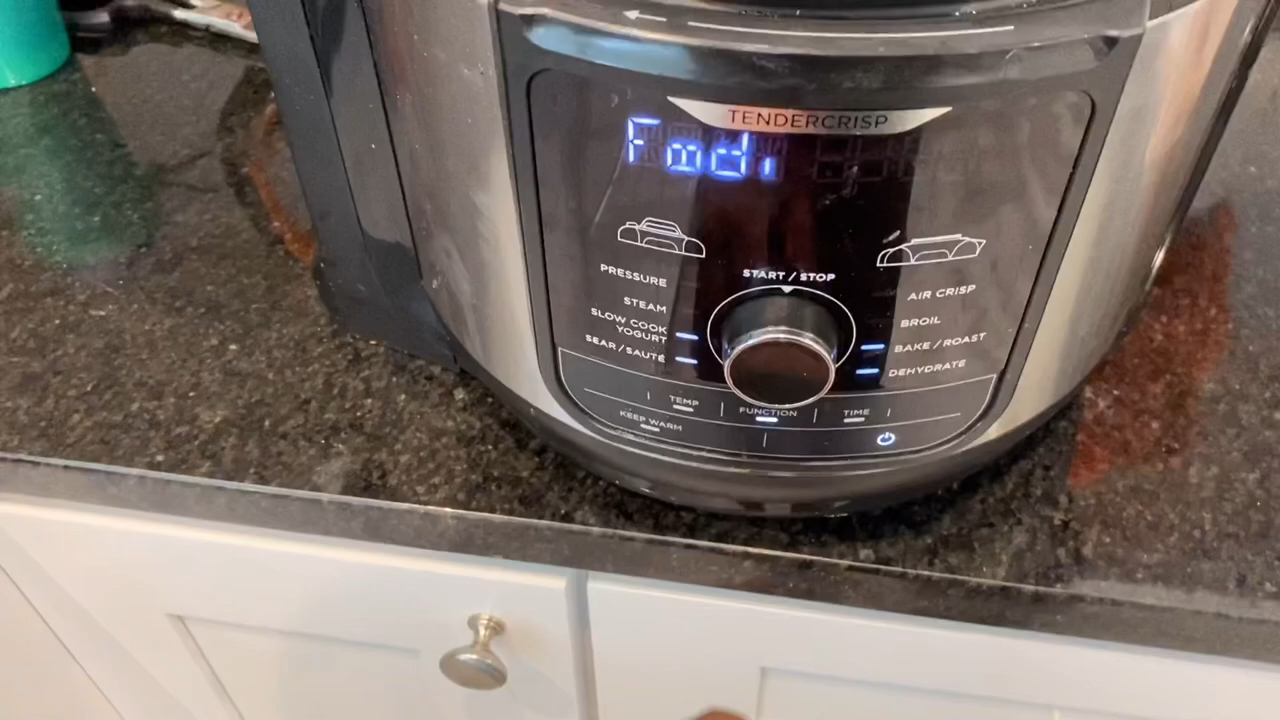 TENDERCRISP
PRESSURE
STEAM
SLOW COOK
YOGURT
SEAR / SAUTÉ
START / STOP
AIR CRISP
BROIL
BAKE / ROAST
DEHYDRATE
TEMP
FUNCTION
TIME
KEEP WARM